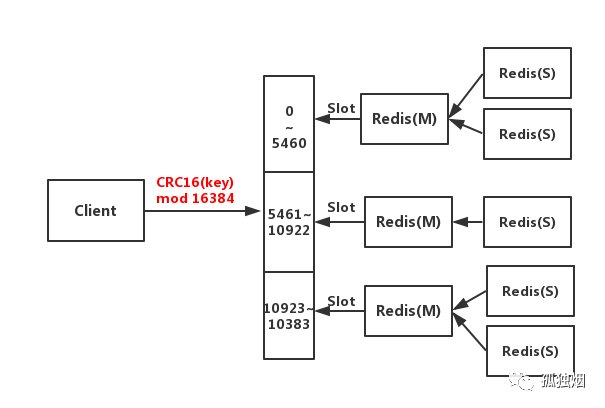 Redis(S)
Slot
Redis(M)
0
~
5460
Redis(S)
CRC16(key)
mod 16384
Client
Slot
5461~
10922
Redis(M)
Redis(S)
Redis(S)
Slot
10923~
10383
Redis(M)
Redis(S)
孤独烟